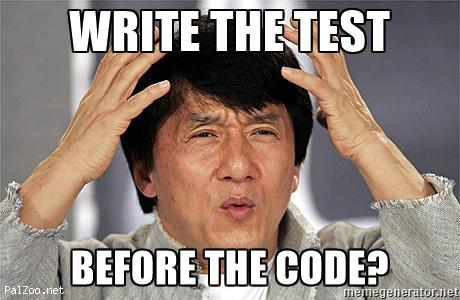 WRITE THE TEST
BEFORE THE CODE?
PalZoo.net
memegenerator.net